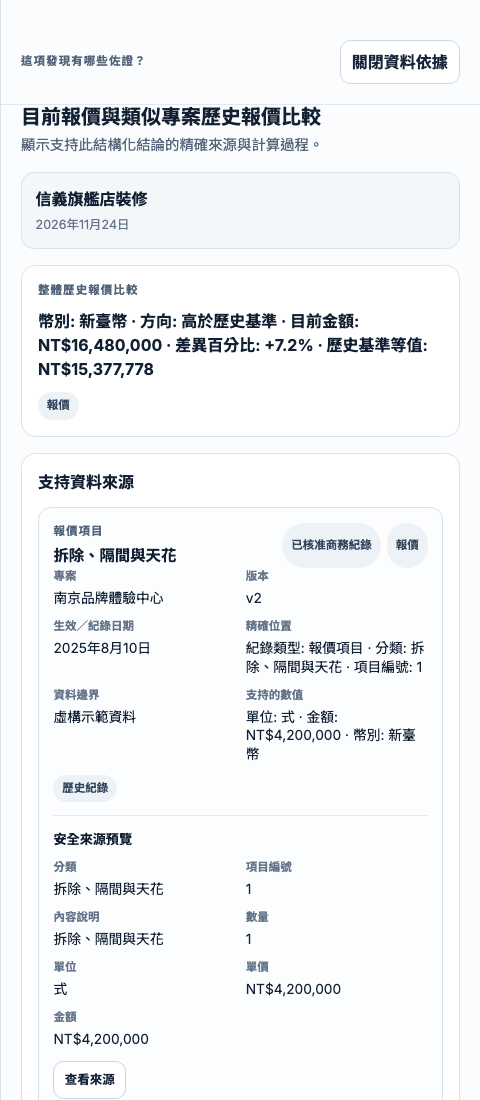 這項發現有哪些佐證？
關閉資料依據
目前報價與類似專案歷史報價比較
顯示支持此結構化結論的精確來源與計算過程。
信義旗艦店裝修
2026年11月24日
整體歷史報價比較
幣別: 新臺幣 · 方向: 高於歷史基準 · 目前金額:
NT$16,480,000 · 差異百分比: +7.2% · 歷史基準等值:
NT$15,377,778
報價
支持資料來源
報價項目
拆除、隔間與天花
已核准商務紀錄
報價
專案
版本
南京品牌體驗中心
v2
生效／紀錄日期
精確位置
2025年8月10日
紀錄類型: 報價項目 · 分類: 拆
除、隔間與天花 · 項目編號: 1
資料邊界
支持的數值
虛構示範資料
單位: 式 · 金額:
NT$4,200,000 · 幣別: 新臺
幣
歷史紀錄
安全來源預覽
分類
項目編號
拆除、隔間與天花
1
內容說明
數量
拆除、隔間與天花
1
單位
單價
式
NT$4,200,000
金額
NT$4,200,000
查看來源